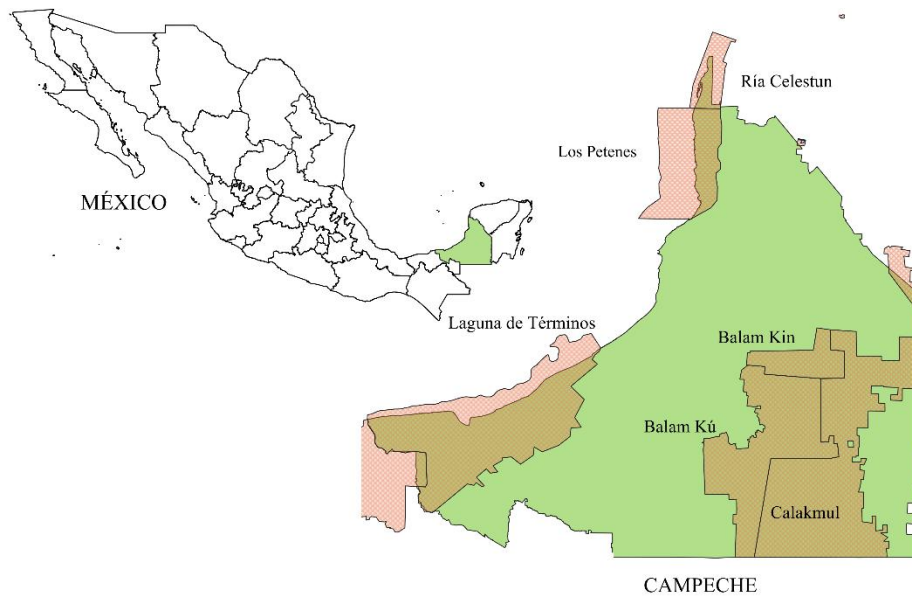 Ría Celestun
Los Petenes
MÉXICO
Laguna de Términos
Balam Kin
Balam Kú
Calakmul
CAMPECHE